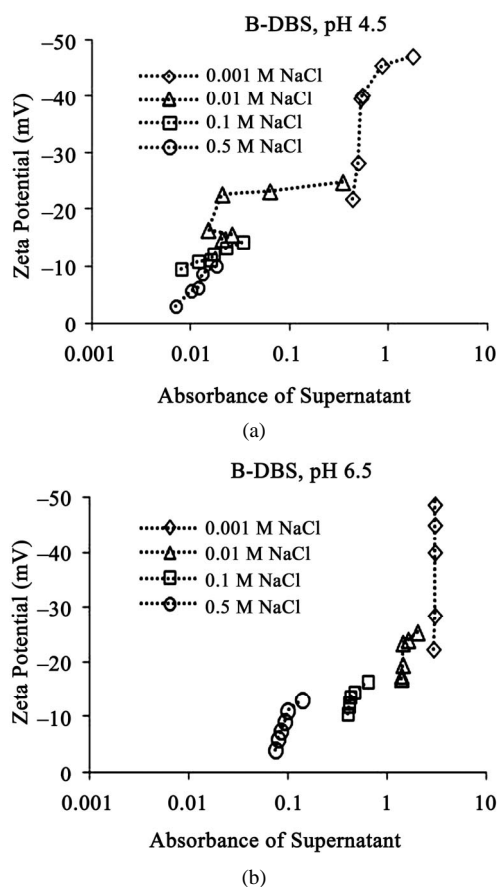 B-DBS, pH 4.5
Zeta Potential (mV)
–50
–40
–30
–20
–10
0
0.001 M NaCl
0.01 M NaCl
0.1 M NaCl
0.5 M NaCl
0.001 0.01 0.1 1 10
Absorbance of Supernatant
(a)
B-DBS, pH 6.5
Zeta Potential (mV)
–50
–40
–30
–20
–10
0
0.001 M NaCl
0.01 M NaCl
0.1 M NaCl
0.5 M NaCl
0.001 0.01 0.1 1 10
Absorbance of Supernatant
(b)